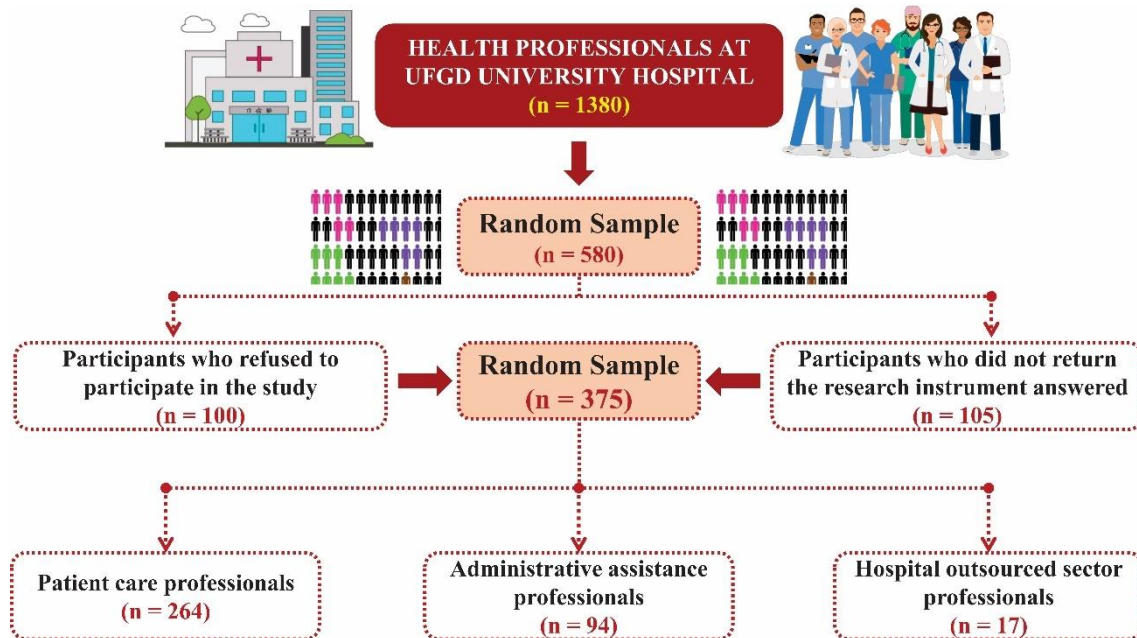 HEALTH PROFESSIONALS AT
UFGD UNIVERSITY HOSPITAL
(n = 1380)
Random Sample
(n = 580)
Participants who refused to
participate in the study
(n = 100)
Random Sample
(n = 375)
Participants who did not return
the research instrument answered
(n = 105)
Patient care professionals
(n = 264)
Administrative assistance
professionals
(n = 94)
Hospital outsourced sector
professionals
(n = 17)